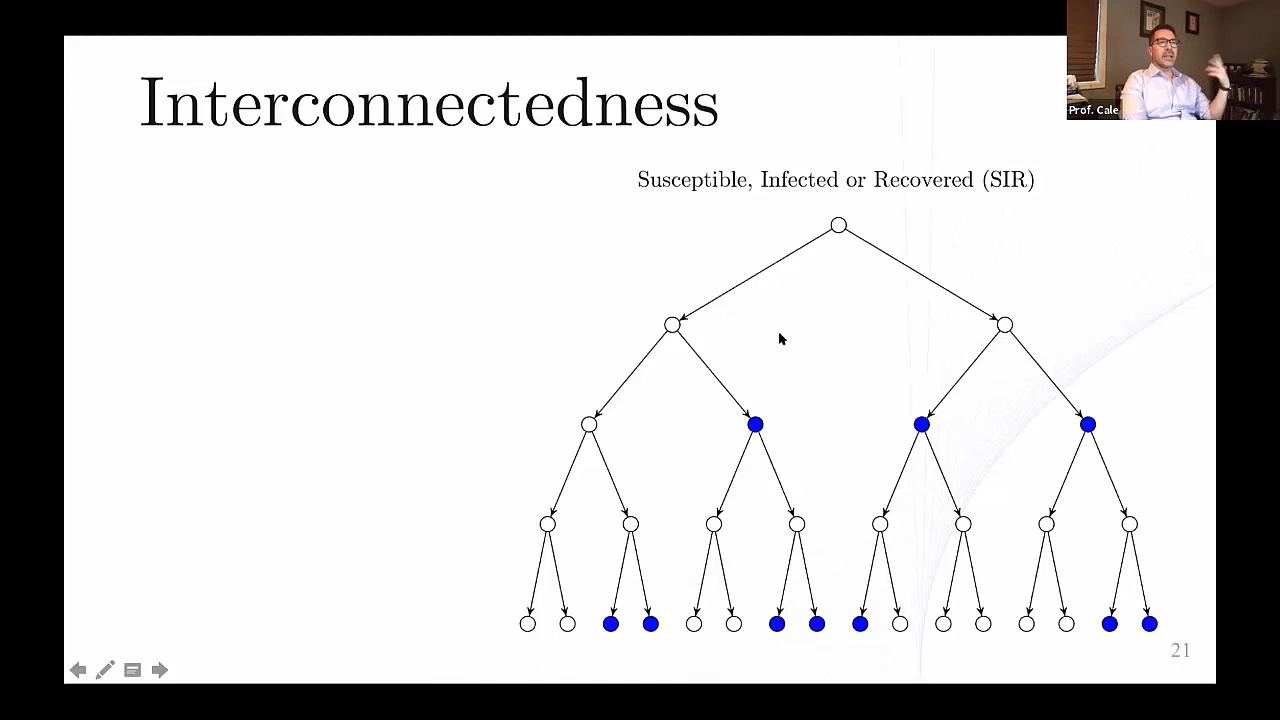 Interconnectedness
Prof. Cale
Susceptible, Infected or Recovered (SIR)
21